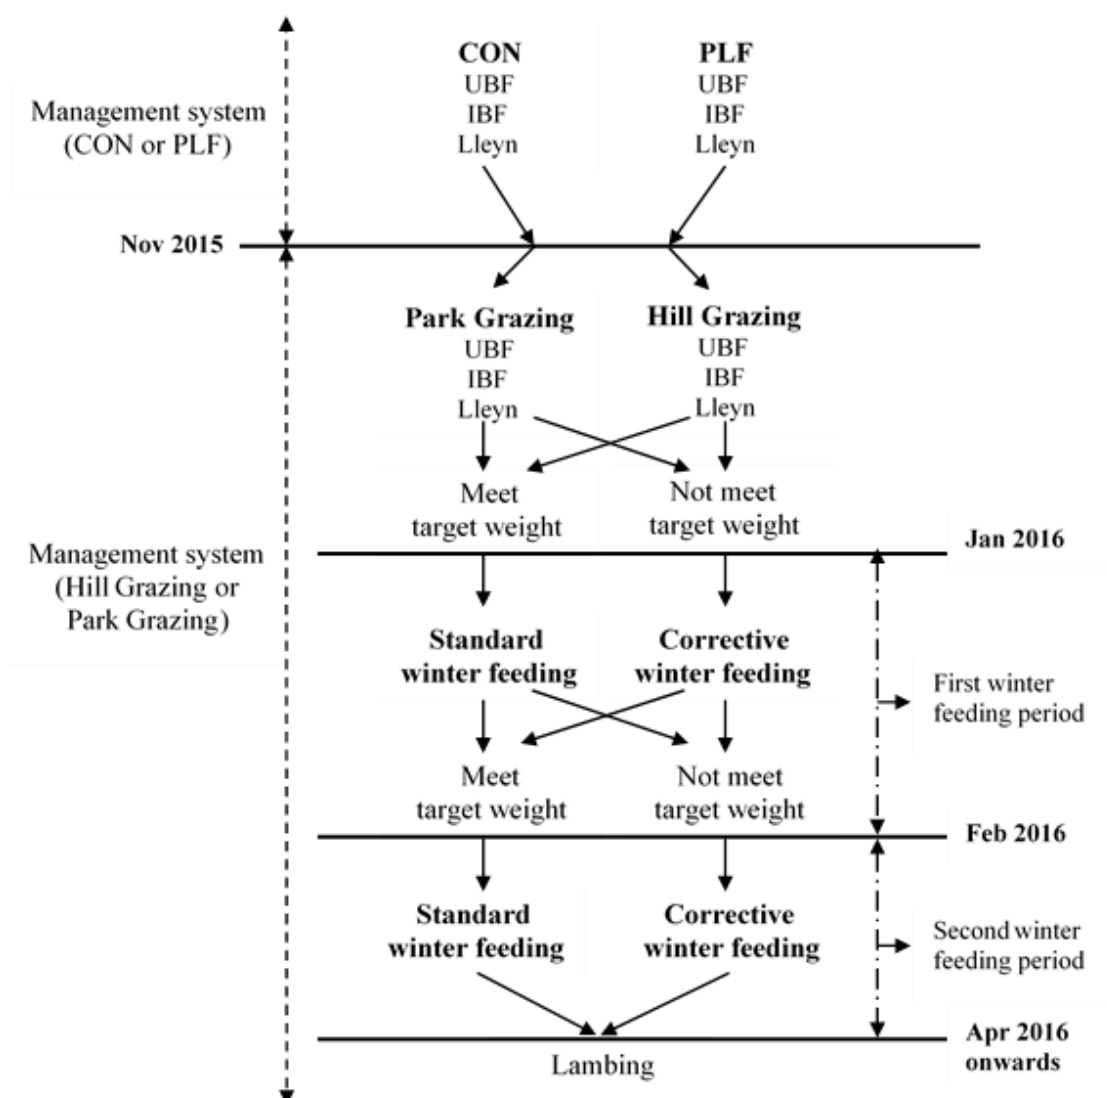 CON
UBF
IBF
Lleyn
PLF
UBF
IBF
Lleyn
Management system
(CON or PLF)
Nov 2015
Park Grazing
UBF
IBF
Lleyn
Hill Grazing
UBF
IBF
Lleyn
Meet
target weight
Not meet
target weight
Jan 2016
Management system
(Hill Grazing or
Park Grazing)
Standard
winter feeding
Corrective
winter feeding
First winter
feeding period
Meet
target weight
Not meet
target weight
Feb 2016
Standard
winter feeding
Corrective
winter feeding
Second winter
feeding period
Apr 2016
onwards
Lambing